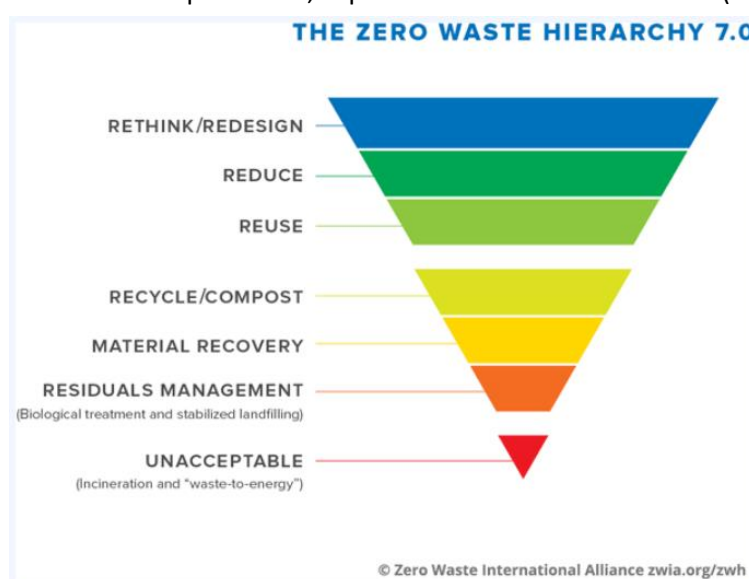 THE ZERO WASTE HIERARCHY 7.0
RETHINK/REDESIGN
REDUCE
REUSE
RECYCLE/COMPOST
MATERIAL RECOVERY
RESIDUALS MANAGEMENT
(Biological treatment and stabilized landfilling)
UNACCEPTABLE
(Incineration and “waste-to-energy”)
© Zero Waste International Alliance zwia.org/zwh